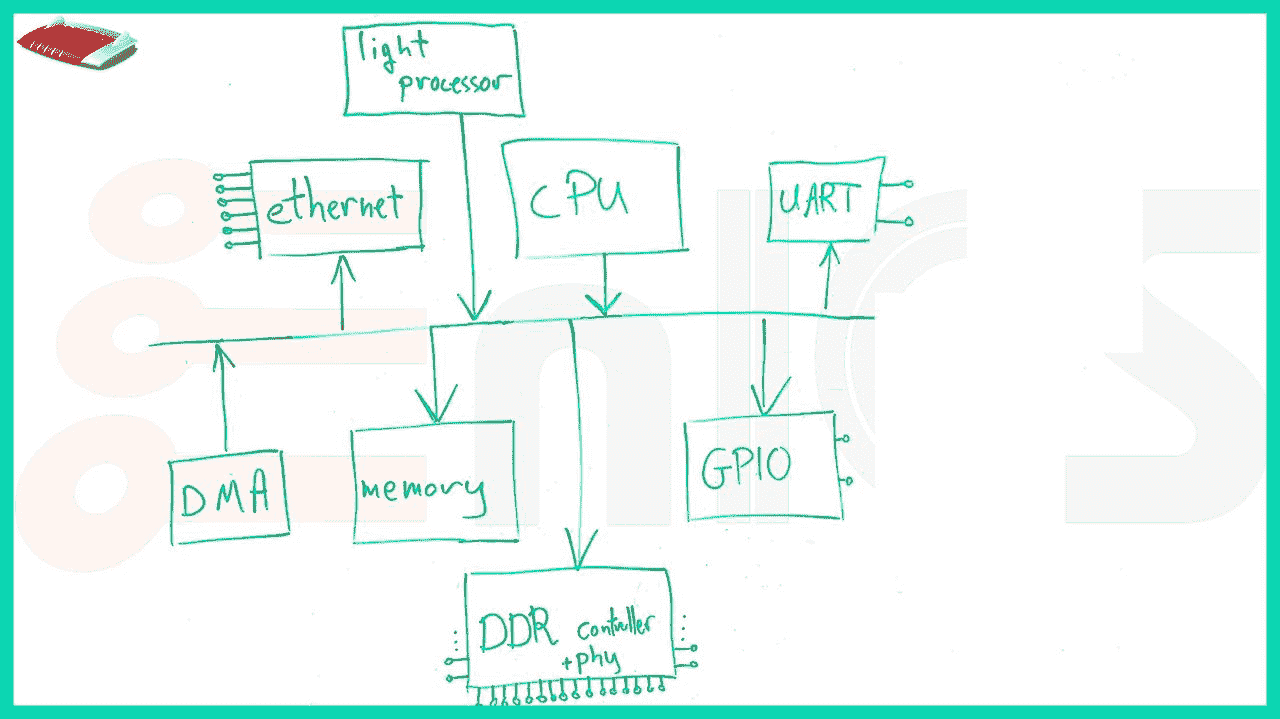 light
processor
ethernet
CPU
UART
DMA
memory
GPIO
DDR controller
+phy